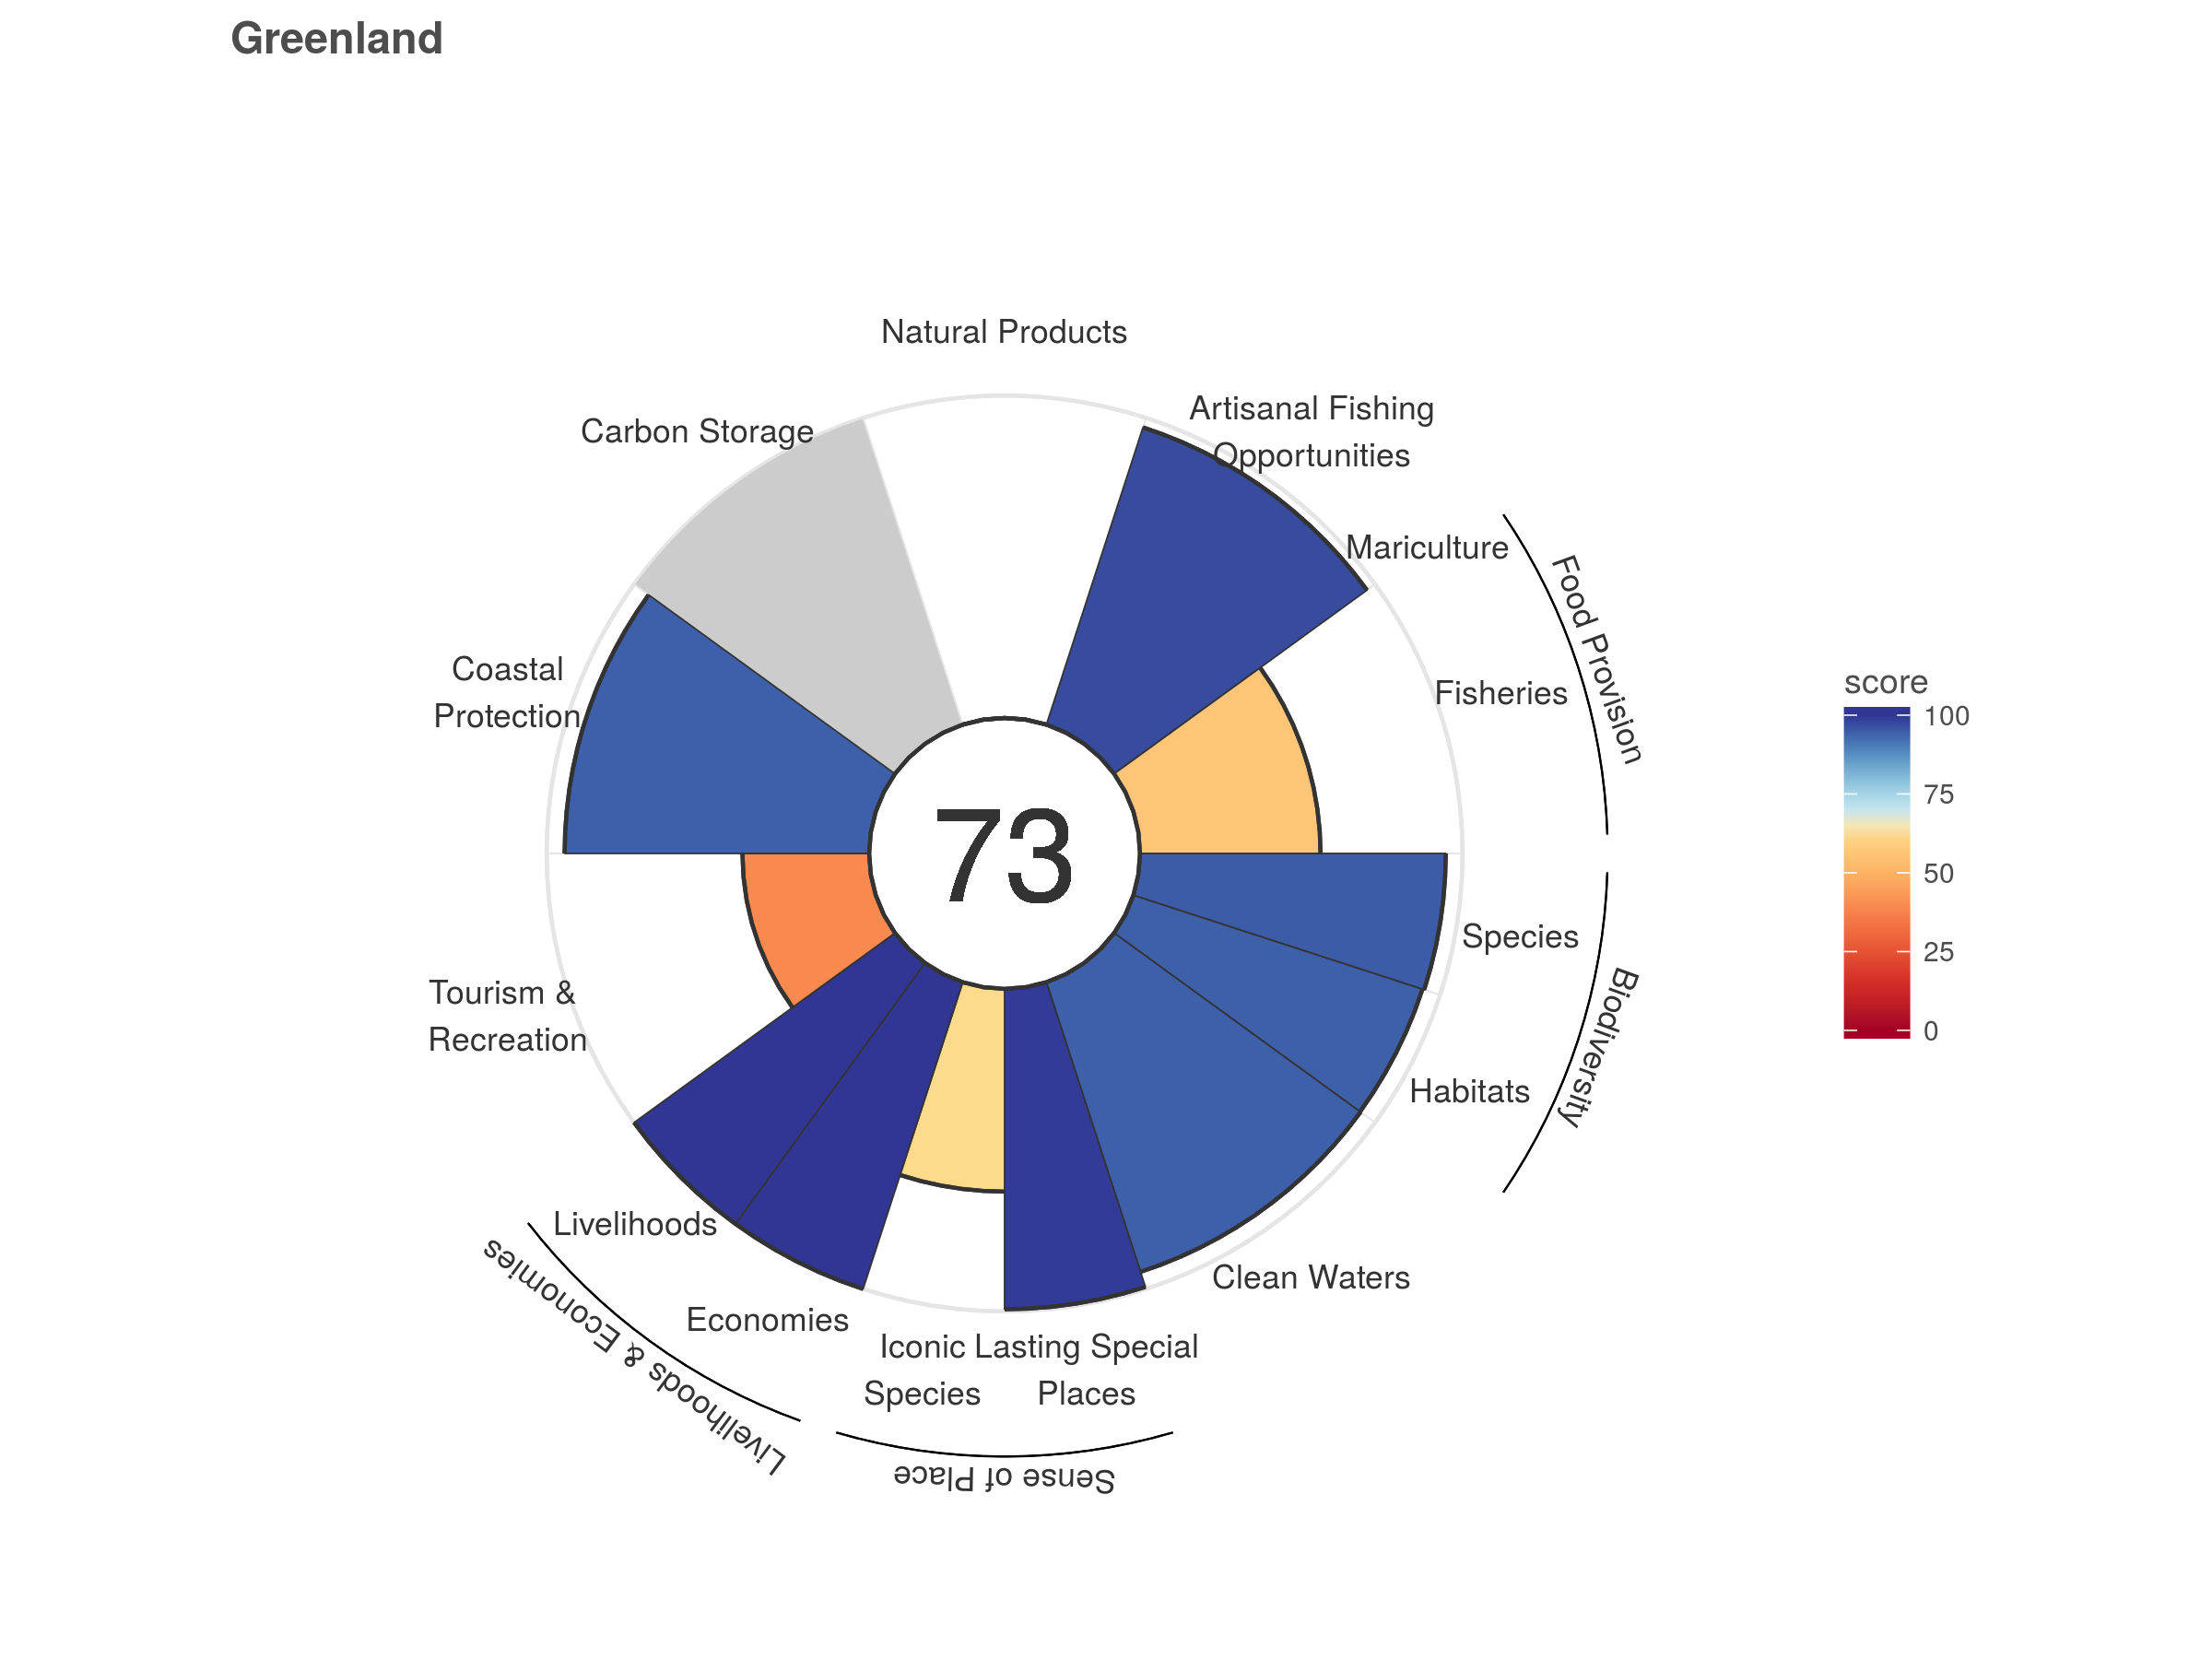 Greenland
Natural Products
Artisanal Fishing
Opportunities
Carbon Storage
Mariculture
Food Provision
Fisheries
Coastal
Protection
score
100
75
50
25
0
73
Species
Biodiversity
Habitats
Tourism &
Recreation
Livelihoods
Livelihoods & Economies
Economies
Clean Waters
Iconic
Species
Lasting Special
Places
Sense of Place